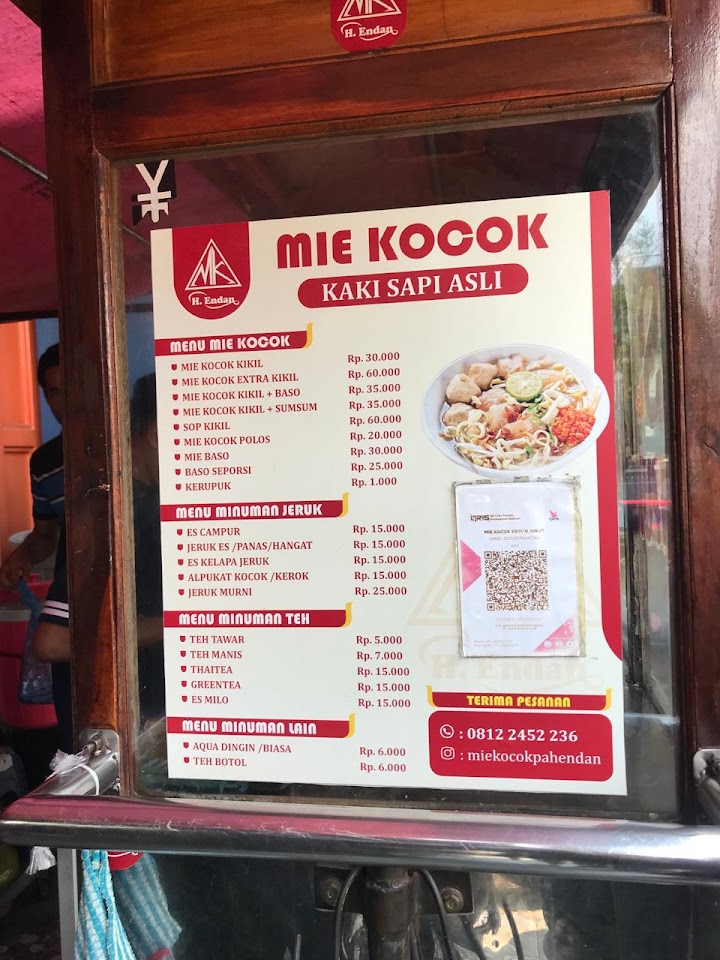 MK
H. Endan
¥
MK
H. Endan
MIE KOCOK
KAKI SAPI ASLI
MENU MIE KOCOK
MIE KOCOK KIKIL Rp. 30.000
MIE KOCOK EXTRA KIKIL Rp. 60.000
MIE KOCOK KIKIL + BASO Rp. 35.000
MIE KOCOK KIKIL + SUMSUM Rp. 35.000
SOP KIKIL Rp. 60.000
MIE KOCOK POLOS Rp. 20.000
MIE BASO Rp. 30.000
BASO SEPORSI Rp. 25.000
KERUPUK Rp. 1.000
MENU MINUMAN JERUK
ES CAMPUR Rp. 15.000
JERUK ES /PANAS/HANGAT Rp. 15.000
ES KELAPA JERUK Rp. 15.000
ALPUKAT KOCOK /KEROK Rp. 15.000
JERUK MURNI Rp. 25.000
MENU MINUMAN TEH
TEH TAWAR Rp. 5.000
TEH MANIS Rp. 7.000
THAITEA Rp. 15.000
GREENTEA Rp. 15.000
ES MILO Rp. 15.000
MENU MINUMAN LAIN
AQUA DINGIN /BIASA Rp. 6.000
TEH BOTOL Rp. 6.000
QRIS
MIE KOCOK
H. Endan
TERIMA PESANAN
: 0812 2452 236
: miekocokpahendan